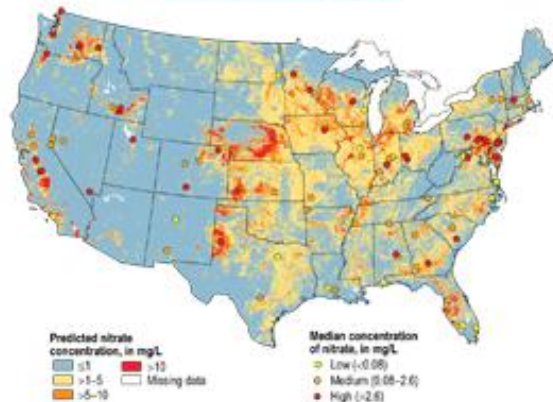 Predicted nitrate
concentration, in mg/L
≤1
>1–5
>5–10
>10
Missing data
Median concentration
of nitrate, in mg/L
Low (<0.08)
Medium (0.08–2.6)
High (>2.6)